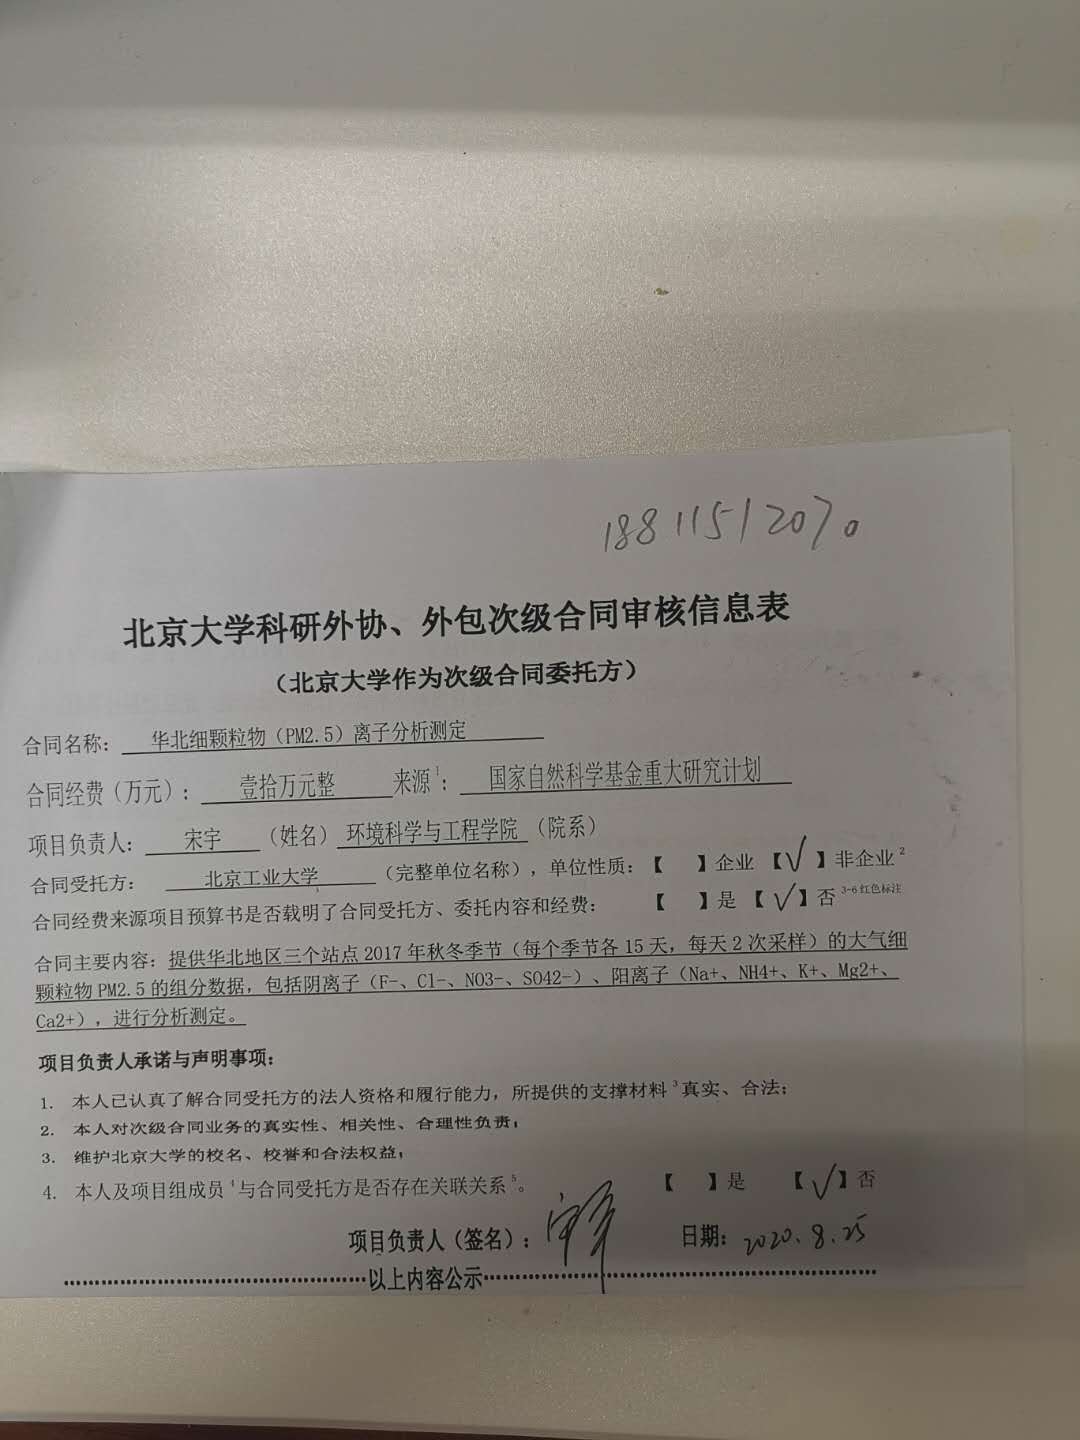 18811512070
北京大学科研外协、外包次级合同审核信息表
（北京大学作为次级合同委托方）
合同名称：华北细颗粒物（PM2.5）离子分析测定
合同经费（万元）：壹拾万元整 来源1：国家自然科学基金重大研究计划
项目负责人：宋宇（姓名）环境科学与工程学院（院系）
合同受托方：北京工业大学（完整单位名称），单位性质：【 】企业【√】非企业2
合同经费来源项目预算书是否载明了合同受托方、委托内容和经费：【 】是【√】否3-6红色标注
合同主要内容：提供华北地区三个站点2017年秋冬季节（每个季节各15天，每天2次采样）的大气细
颗粒物PM2.5的组分数据，包括阴离子（F-、Cl-、NO3-、SO42-）、阳离子（Na+、NH4+、K+、Mg2+、
Ca2+），进行分析测定。
项目负责人承诺与声明事项：
1. 本人已认真了解合同受托方的法人资格和履行能力，所提供的支撑材料3真实、合法；
2. 本人对次级合同业务的真实性、相关性、合理性负责；
3. 维护北京大学的校名、校誉和合法权益；
4. 本人及项目组成员4与合同受托方是否存在关联关系5。【 】是【√】否
项目负责人（签名）： 日期：2020.8.25
以上内容公示